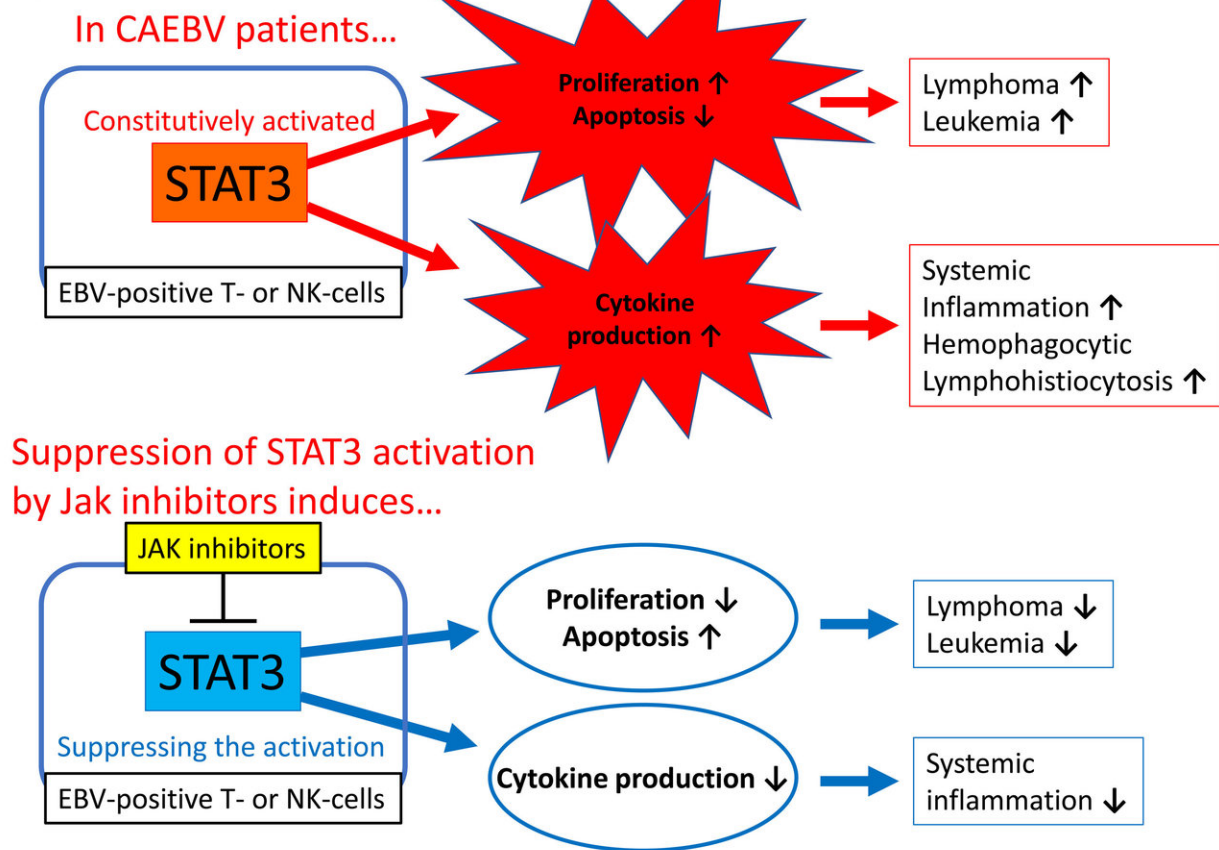 In CAEBV patients...
Constitutively activated
STAT3
EBV-positive T- or NK-cells
Proliferation ↑
Apoptosis ↓
Lymphoma ↑
Leukemia ↑
Cytokine
production ↑
Systemic
Inflammation ↑
Hemophagocytic
Lymphohistiocytosis ↑
Suppression of STAT3 activation
by Jak inhibitors induces...
JAK inhibitors
STAT3
Suppressing the activation
EBV-positive T- or NK-cells
Proliferation ↓
Apoptosis ↑
Lymphoma ↓
Leukemia ↓
Cytokine production ↓
Systemic
inflammation ↓